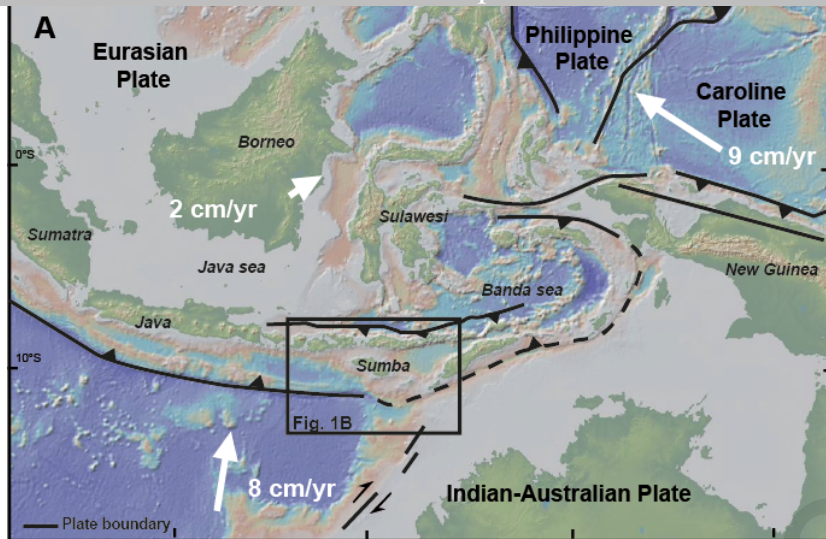 A
Eurasian
Plate
Philippine
Plate
Caroline
Plate
Borneo
0°S
9 cm/yr
2 cm/yr
Sulawesi
Sumatra
Java sea
New Guinea
Banda sea
Java
10°S
Sumba
Fig. 1B
8 cm/yr
Indian-Australian Plate
Plate boundary